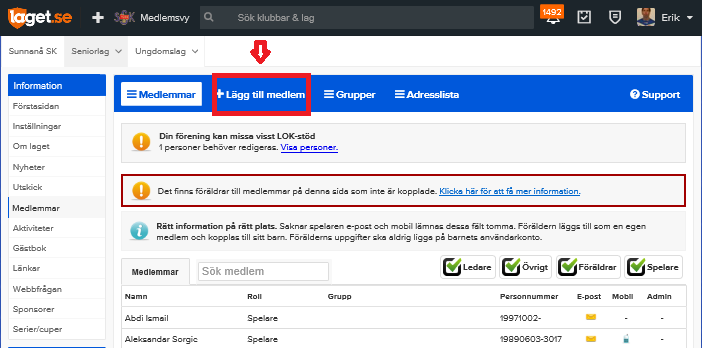 laget.se
Medlemsvy
Sök klubbar & lag
1492
Erik
Sunnanå SK
Seniorlag
Ungdomslag
Information
Förstasidan
Inställningar
Om laget
Nyheter
Utskick
Medlemmar
Aktiviteter
Gästbok
Länkar
Webbfrågan
Sponsorer
Serier/cuper
Medlemmar
Lägg till medlem
Grupper
Adresslista
Support
Din förening kan missa visst LOK-stöd
1 personer behöver redigeras. Visa personer.
Det finns föräldrar till medlemmar på denna sida som inte är kopplade. Klicka här för att få mer information.
Rätt information på rätt plats. Saknar spelaren e-post och mobil lämnas dessa fält tomma. Föräldern läggs till som en egen
medlem och kopplas till sitt barn. Förälderns uppgifter ska aldrig ligga på barnets användarkonto.
Medlemmar
Sök medlem
Ledare
Övrigt
Föräldrar
Spelare
Namn Roll Grupp Personnummer E-post Mobil Admin
Abdi Ismail Spelare 19971002- - -
Aleksandar Sorgic Spelare 19890603-3017 -